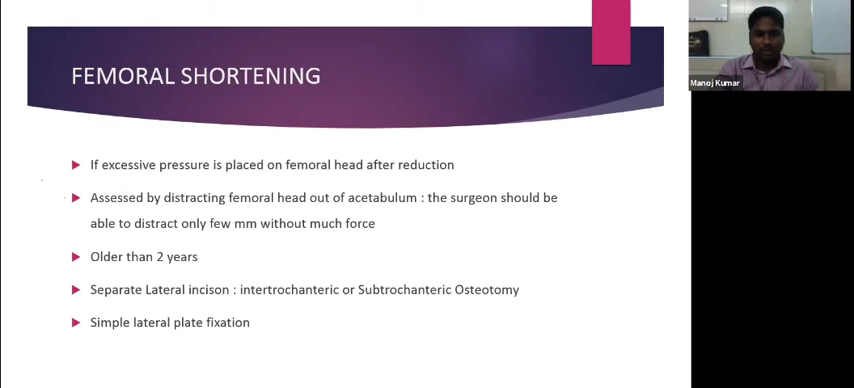 FEMORAL SHORTENING
Manoj Kumar
If excessive pressure is placed on femoral head after reduction
Assessed by distracting femoral head out of acetabulum : the surgeon should be
able to distract only few mm without much force
Older than 2 years
Separate Lateral incison : intertrochanteric or Subtrochanteric Osteotomy
Simple lateral plate fixation